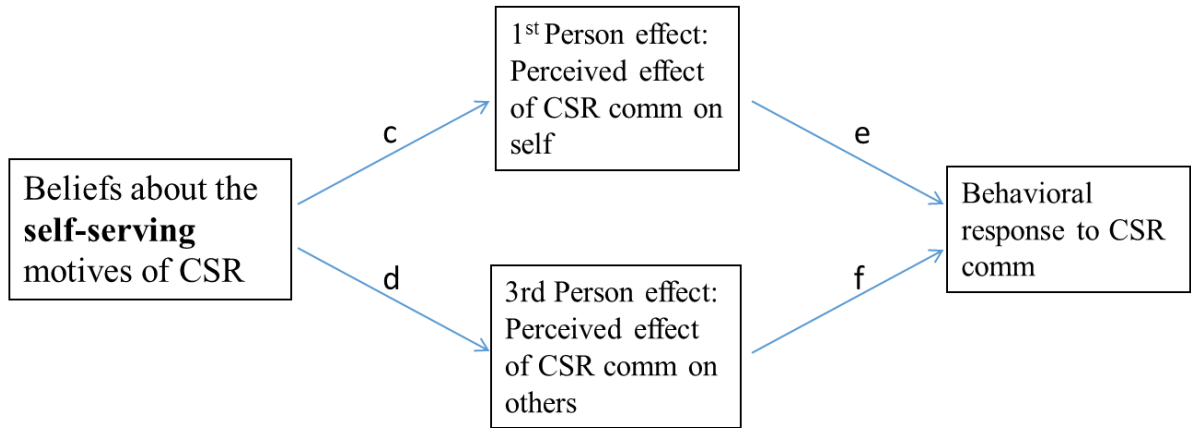 1st Person effect:
Perceived effect
of CSR comm on
self
c
e
Beliefs about the
self-serving
motives of CSR
Behavioral
response to CSR
comm
d
f
3rd Person effect:
Perceived effect
of CSR comm on
others